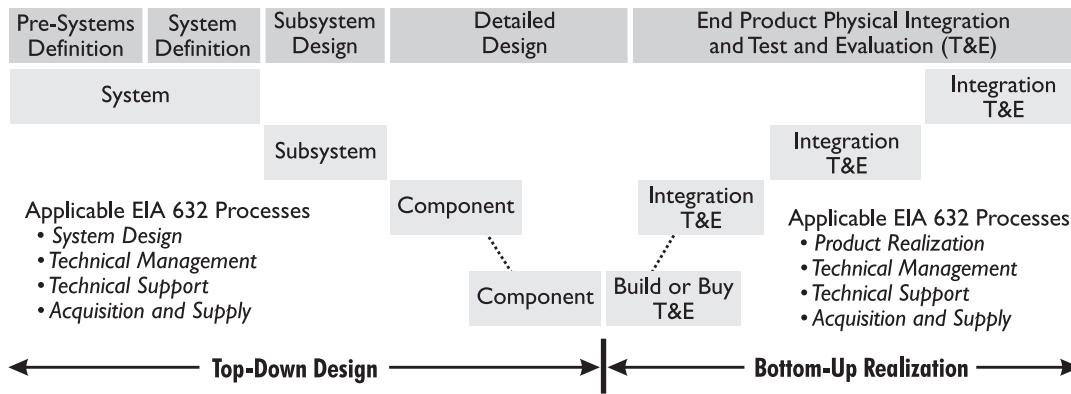 Pre-Systems
Definition
System
Definition
Subsystem
Design
Detailed
Design
End Product Physical Integration
and Test and Evaluation (T&E)
System
Integration
T&E
Subsystem
Integration
T&E
Component
Integration
T&E
Applicable EIA 632 Processes
• System Design
• Technical Management
• Technical Support
• Acquisition and Supply
Applicable EIA 632 Processes
• Product Realization
• Technical Management
• Technical Support
• Acquisition and Supply
Component
Build or Buy
T&E
Top-Down Design
Bottom-Up Realization